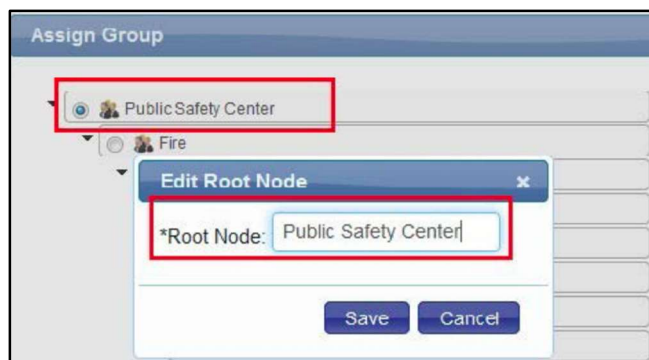 Assign Group
Public Safety Center
Fire
Edit Root Node
*Root Node: Public Safety Center
Save Cancel